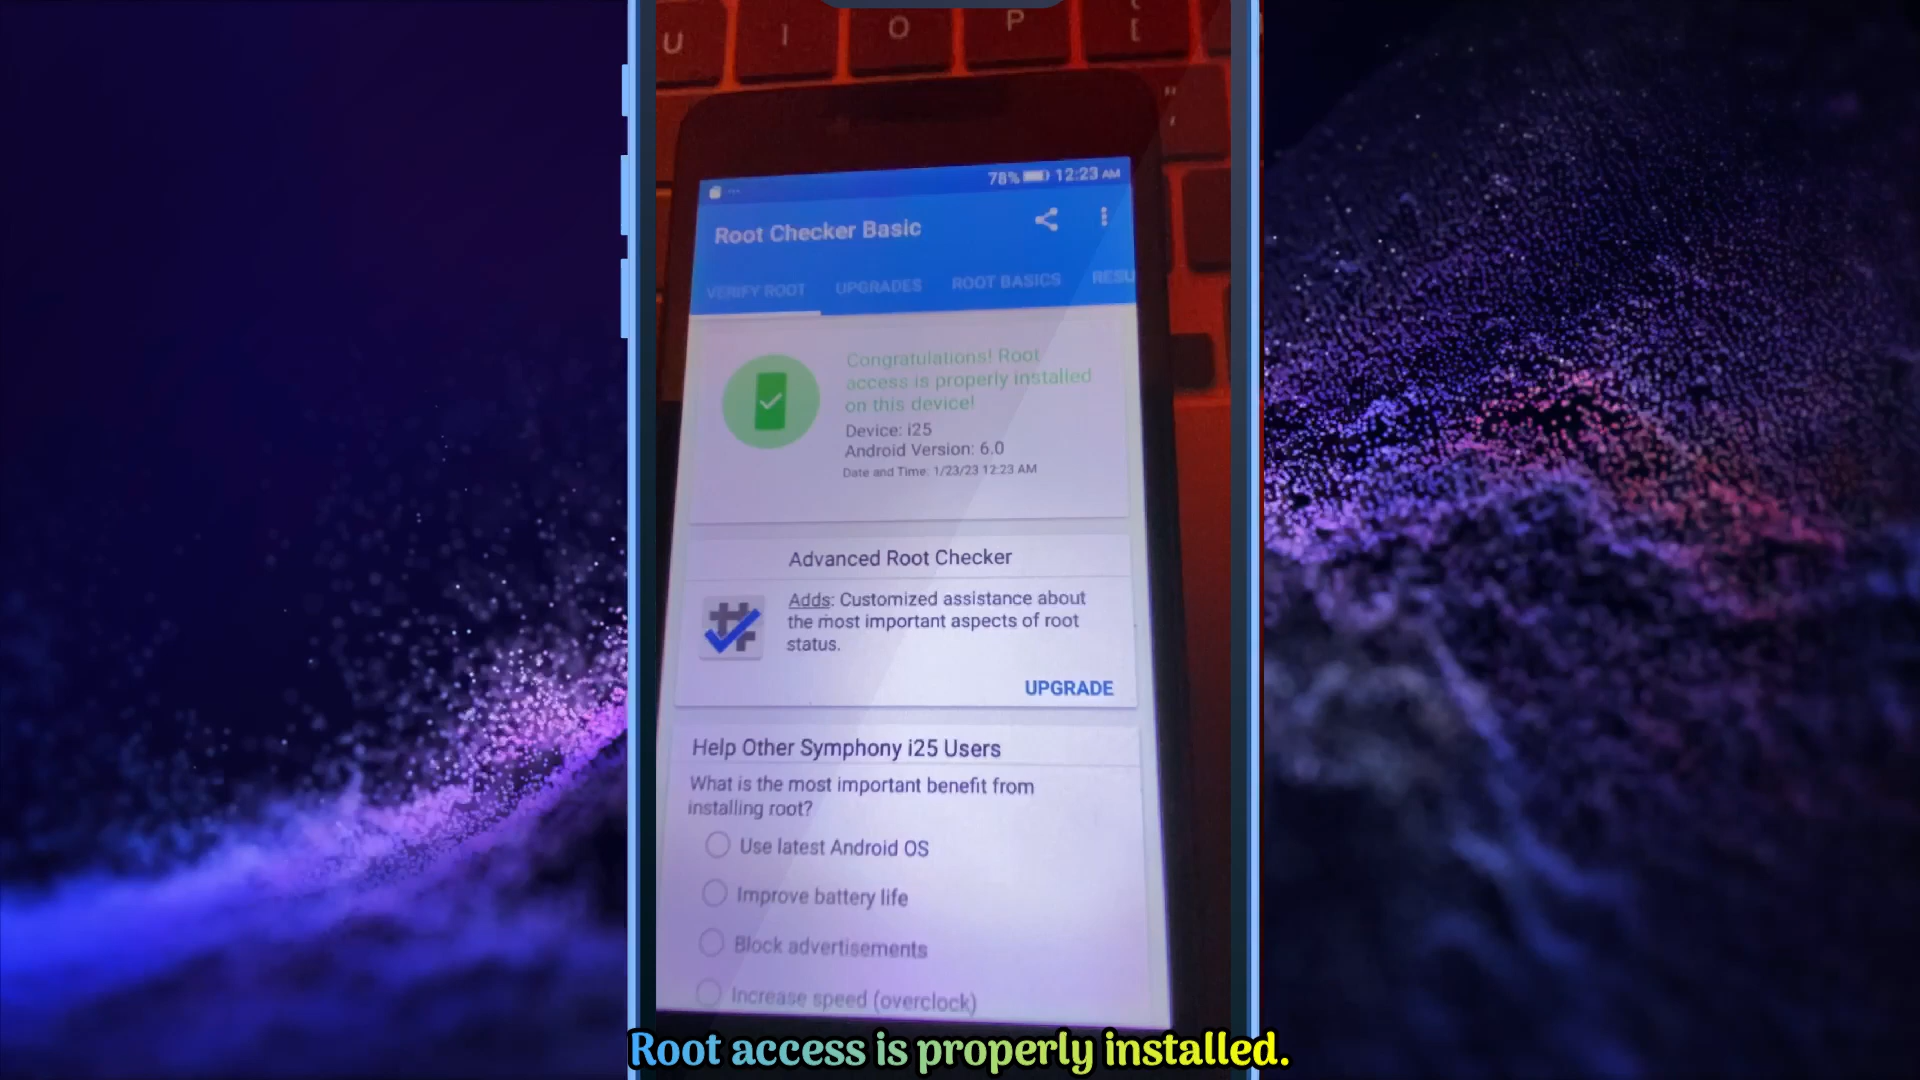 U I O P [
78% 12:23 AM
Root Checker Basic
VERIFY ROOT UPGRADES ROOT BASICS RESU
Congratulations! Root
access is properly installed
on this device!
Device: i25
Android Version: 6.0
Date and Time: 1/23/23 12:23 AM
Advanced Root Checker
Adds: Customized assistance about
the most important aspects of root
status.
UPGRADE
Help Other Symphony i25 Users
What is the most important benefit from
installing root?
Use latest Android OS
Improve battery life
Block advertisements
Increase speed (overclock)
Root access is properly installed.